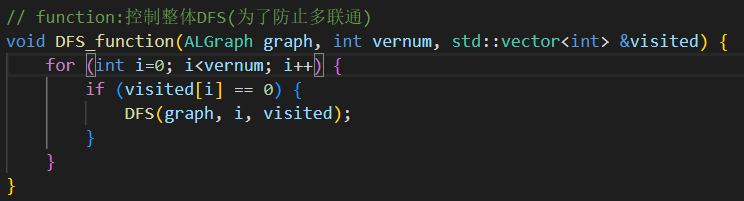 // function:控制整体DFS(为了防止多联通)
void DFS_function(ALGraph graph, int vernum, std::vector<int> &visited) {
    for (int i=0; i<vernum; i++) {
        if (visited[i] == 0) {
            DFS(graph, i, visited);
        }
    }
}